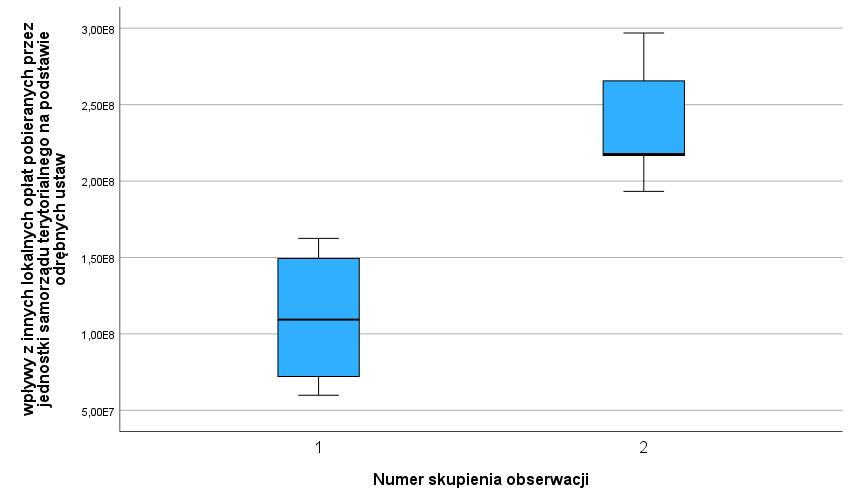 wpływy z innych lokalnych opłat pobieranych przez
jednostki samorządu terytorialnego na podstawie
odrębnych ustaw
3,00E8
2,50E8
2,00E8
1,50E8
1,00E8
5,00E7
1
2
Numer skupienia obserwacji